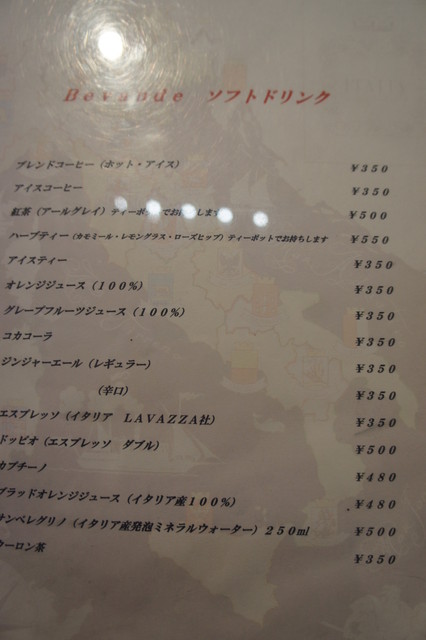 Bevande ソフトドリンク
ブレンドコーヒー（ホット・アイス） ￥350
アイスコーヒー ￥350
紅茶（アールグレイ）ティーポットでお持ちします ￥500
ハーブティー（カモミール・レモングラス・ローズヒップ）ティーポットでお持ちします ￥550
アイスティー ￥350
オレンジジュース（100％） ￥350
グレープフルーツジュース（100％） ￥350
コカコーラ ￥350
ジンジャーエール（レギュラー） ￥350
（辛口） ￥350
エスプレッソ（イタリア LAVAZZA社） ￥350
ドッピオ（エスプレッソ ダブル） ￥500
カプチーノ ￥480
ブラッドオレンジジュース（イタリア産100％） ￥480
サンペレグリノ（イタリア産発泡ミネラルウォーター）250ml ￥500
ウーロン茶 ￥350